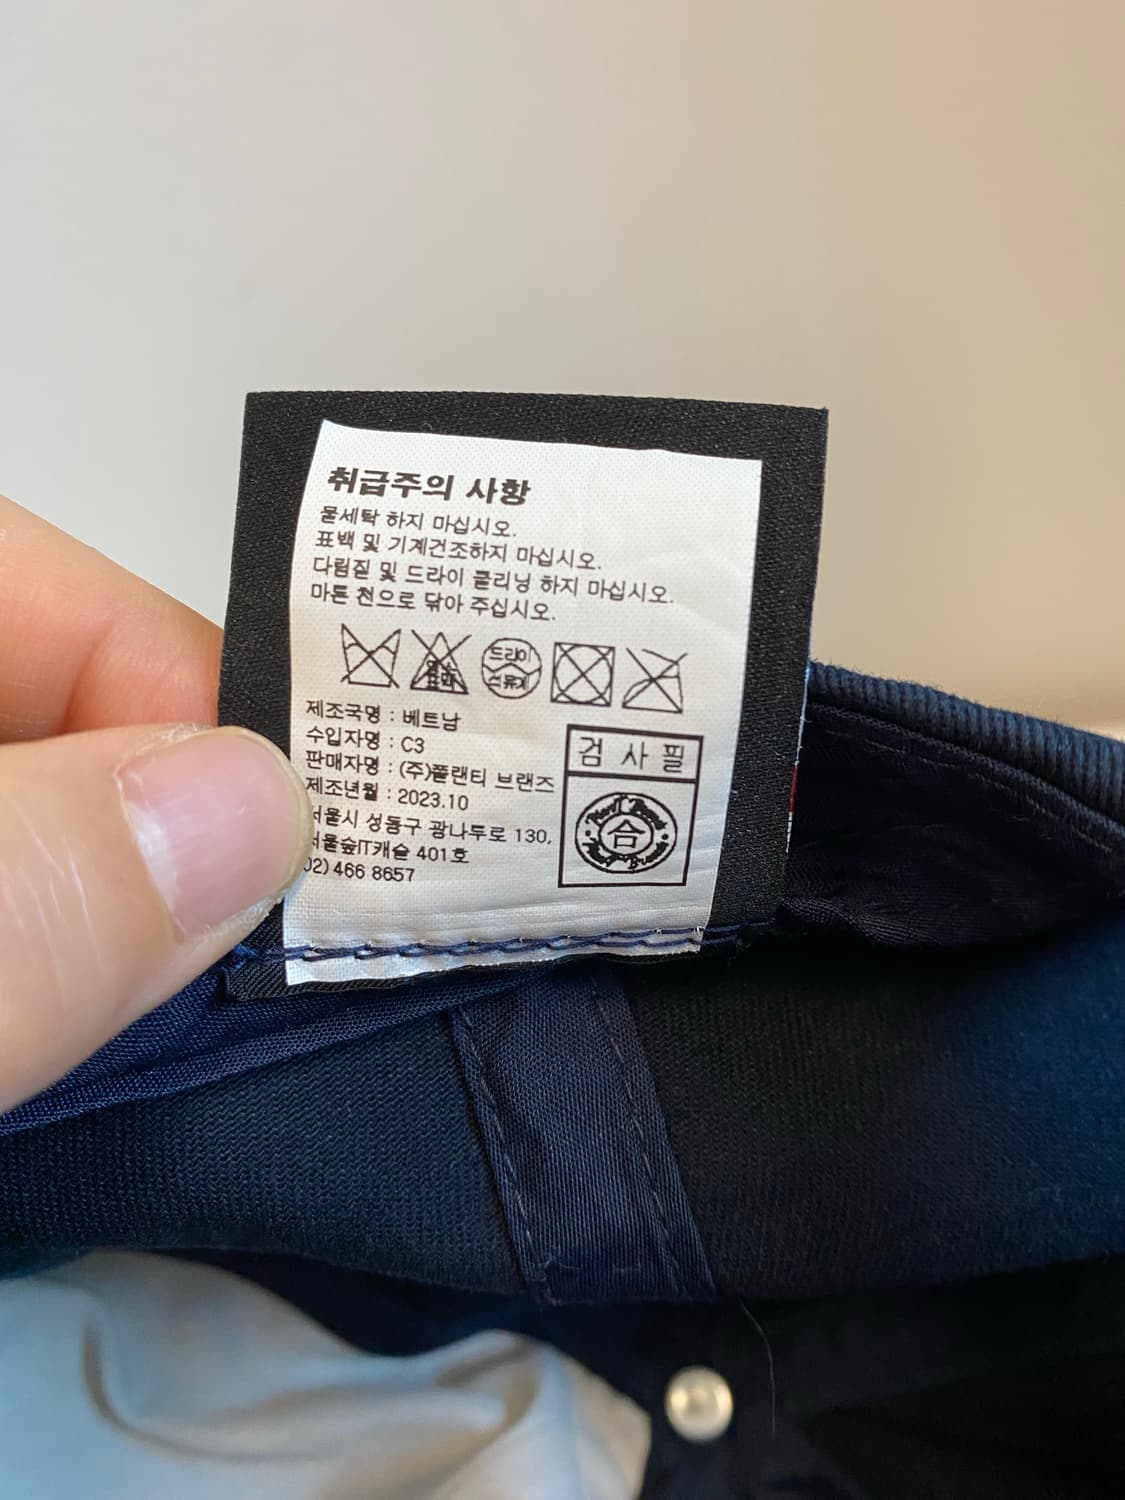 취급주의 사항
물세탁 하지 마십시오.
표백 및 기계건조하지 마십시오.
다림질 및 드라이 클리닝 하지 마십시오.
마른 천으로 닦아 주십시오.
드라이
석유계
제조국명 : 베트남
수입자명 : C3
판매자명 : (주)플랜티 브랜즈
제조년월 : 2023.10
서울시 성동구 광나루로 130,
서울숲IT캐슬 401호
02) 466 8657
검 사 필
合